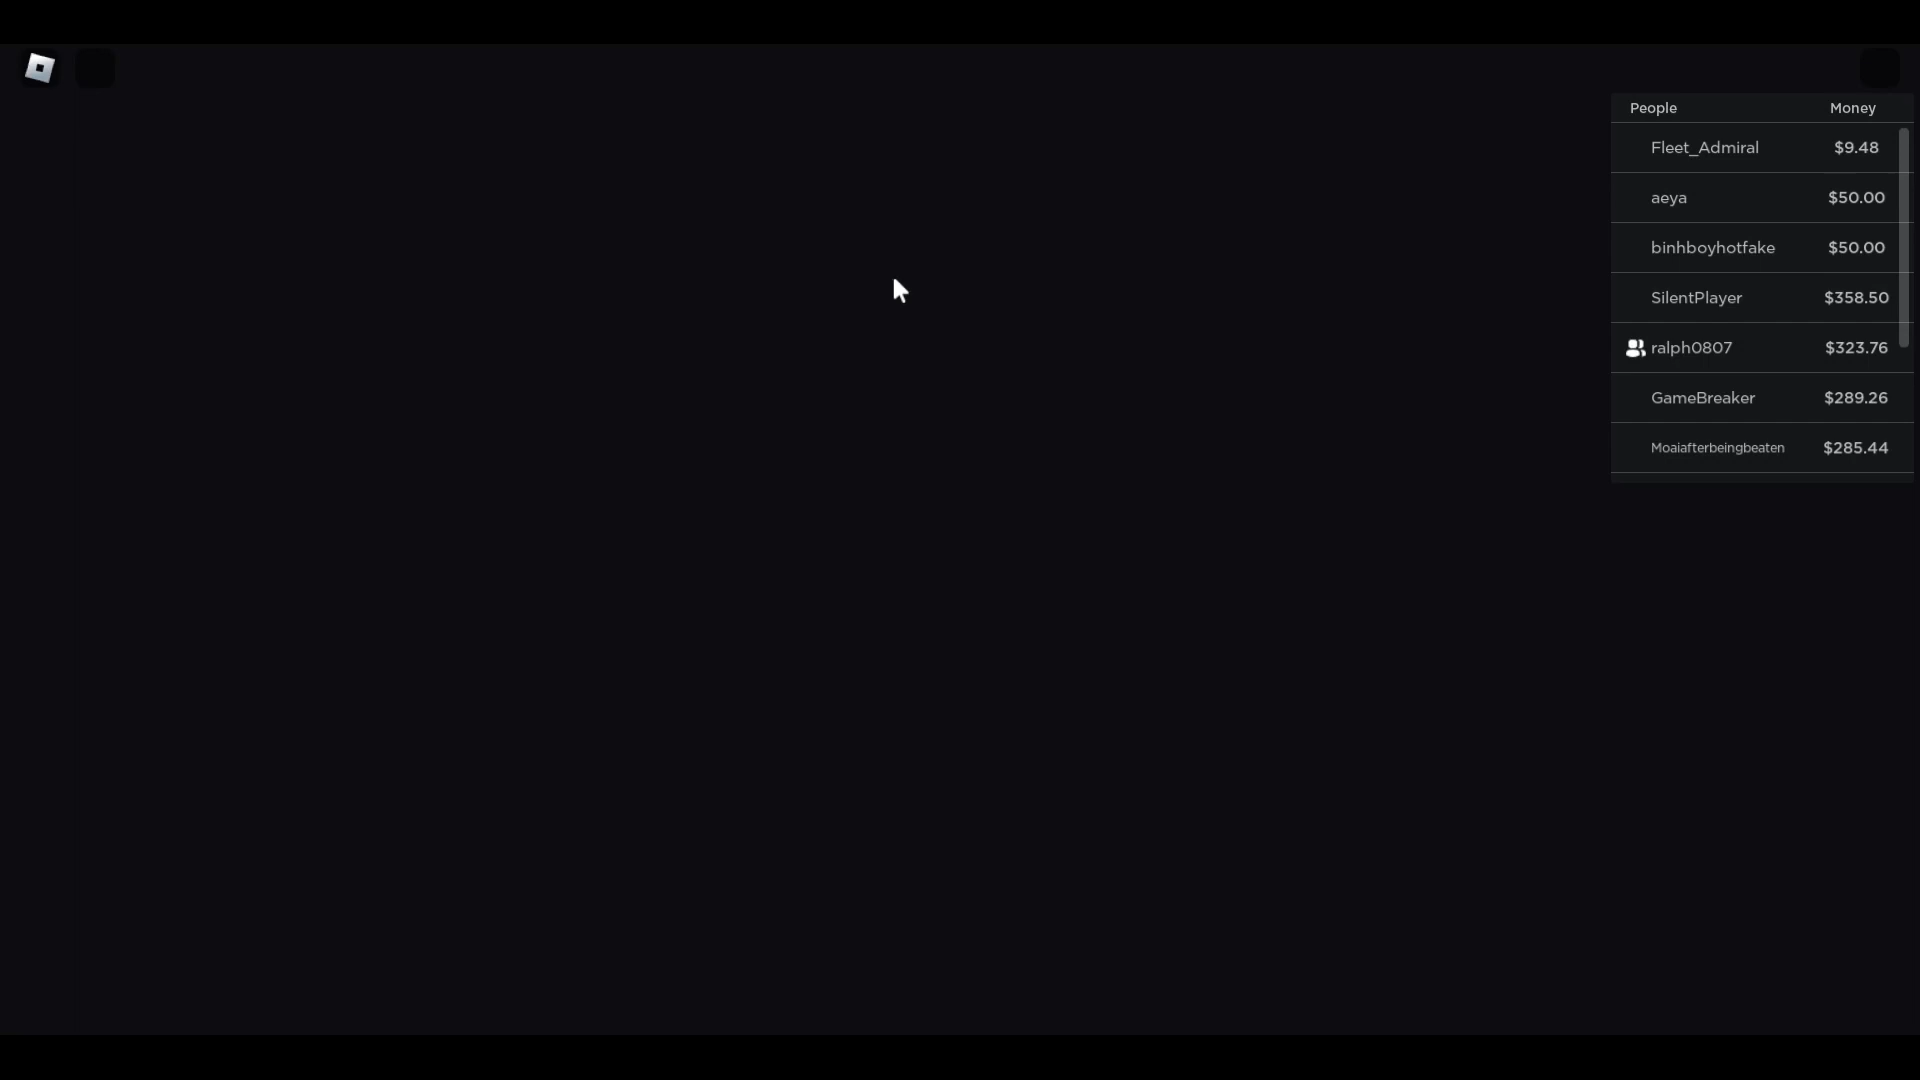 People Money
Fleet_Admiral $9.48
aeya $50.00
binhboyhotfake $50.00
SilentPlayer $358.50
ralph0807 $323.76
GameBreaker $289.26
Moaiafterbeingbeaten $285.44